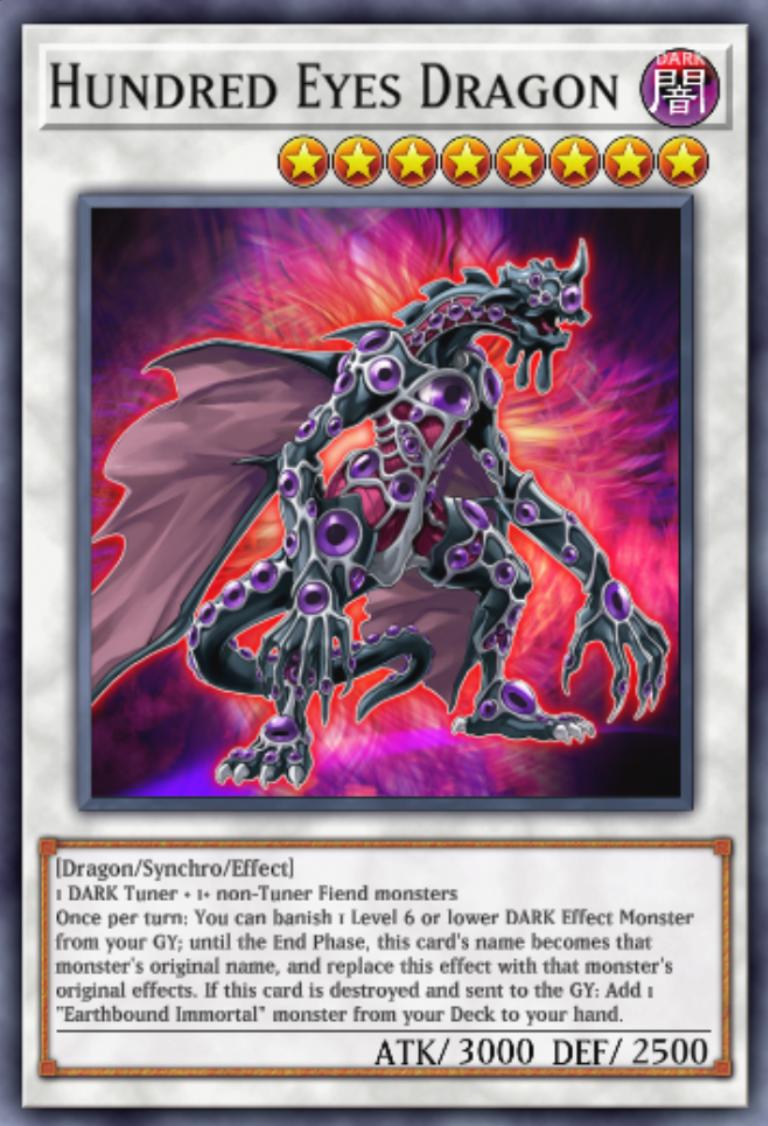 HUNDRED EYES DRAGON
DARK
闇
[Dragon/Synchro/Effect]
1 DARK Tuner + 1+ non-Tuner Fiend monsters
Once per turn: You can banish 1 Level 6 or lower DARK Effect Monster
from your GY; until the End Phase, this card's name becomes that
monster's original name, and replace this effect with that monster's
original effects. If this card is destroyed and sent to the GY: Add 1
"Earthbound Immortal" monster from your Deck to your hand.
ATK/ 3000 DEF/ 2500